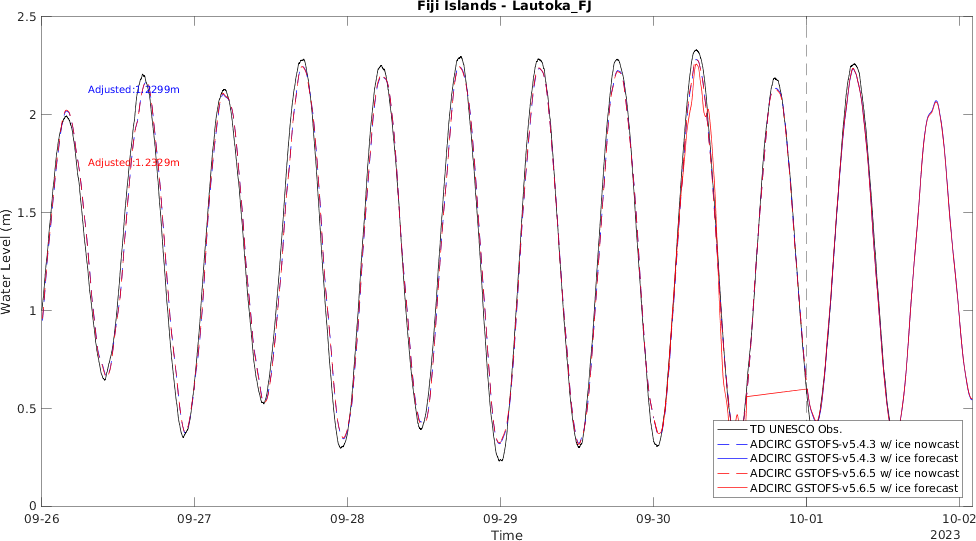 Fiji Islands - Lautoka_FJ
2.5
2
1.5
1
0.5
0
Water Level (m)
Adjusted:1.2299m
Adjusted:1.2329m
TD UNESCO Obs.
ADCIRC GSTOFS-v5.4.3 w/ ice nowcast
ADCIRC GSTOFS-v5.4.3 w/ ice forecast
ADCIRC GSTOFS-v5.6.5 w/ ice nowcast
ADCIRC GSTOFS-v5.6.5 w/ ice forecast
09-26 09-27 09-28 09-29 09-30 10-01 10-02
Time
2023